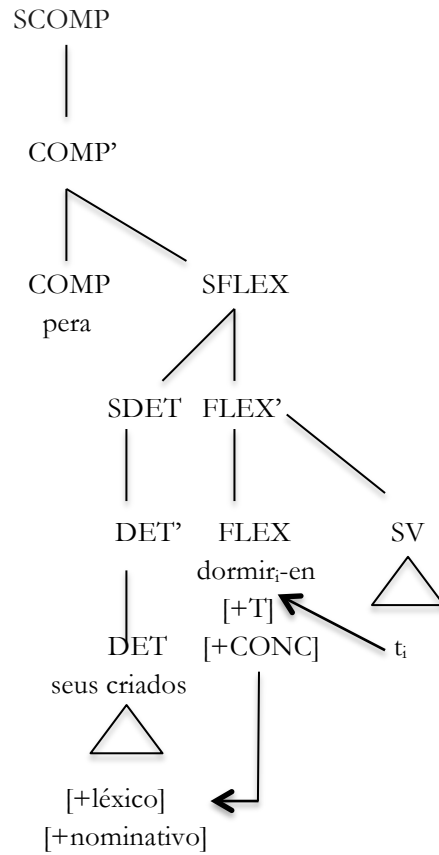 SCOMP
COMP’
COMP SFLEX
pera
SDET FLEX’
DET’ FLEX SV
dormirᵢ-en
[+T]
DET [+CONC] tᵢ
seus criados
[+léxico]
[+nominativo]